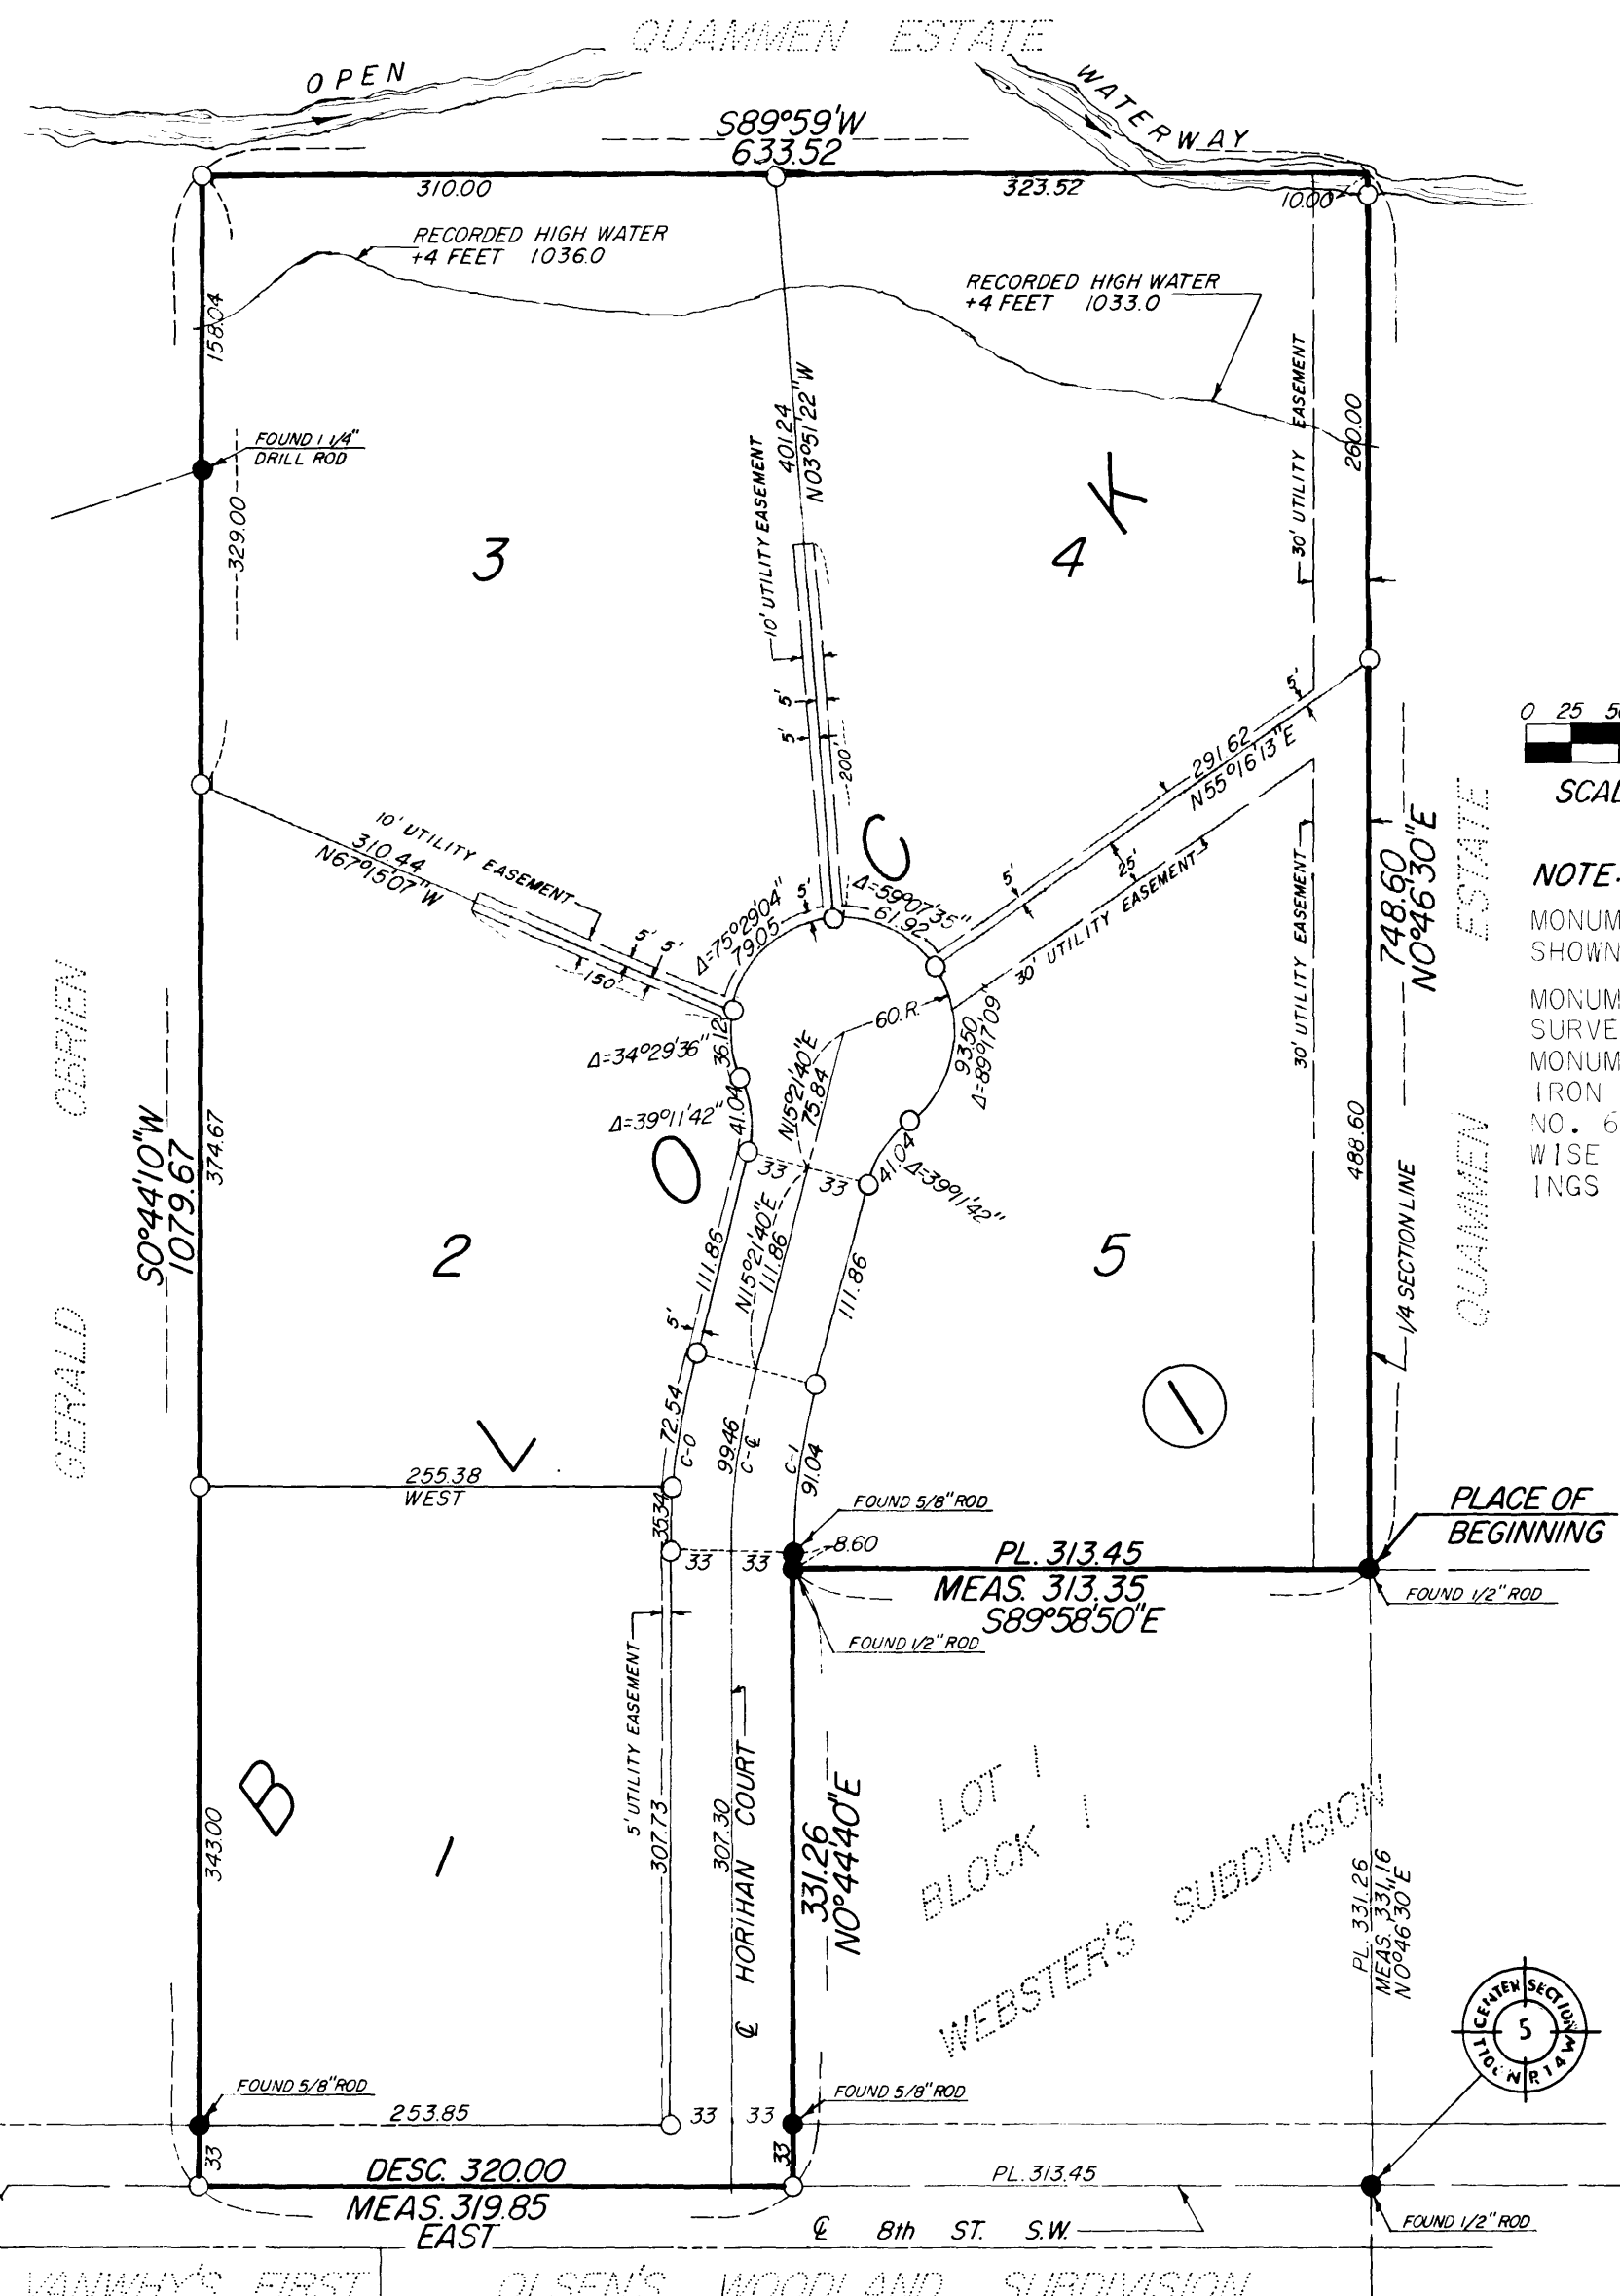 QUAMMEN ESTATE
OPEN
WATERWAY
S89°59'W
633.52
310.00
323.52
10.00
RECORDED HIGH WATER
+4 FEET 1036.0
RECORDED HIGH WATER
+4 FEET 1033.0
158.04
FOUND 1 1/4"
DRILL ROD
329.00
401.24
N03°51'22"W
10' UTILITY EASEMENT
30' UTILITY EASEMENT
260.00
3
4
K
5'
5'
200'
5'
291.62
N55°16'13"E
0 25
SCAL
10' UTILITY EASEMENT
310.44
N67°15'07"W
C
5'
25'
30' UTILITY EASEMENT
748.60
N0°46'30"E
QUAMMEN ESTATE
NOTE:
MONUM
SHOWN
MONUM
SURVE
MONUM
IRON
NO. 6
WISE
INGS
Δ=75°29'04"
79.05
5'
Δ=59°07'35"
61.92
5' 5'
150'
GERALD OBRIEN
S0°44'10"W
1079.67
374.67
Δ=34°29'36"
36.12
60.R.
93.50
Δ=89°17'09"
30' UTILITY EASEMENT
Δ=39°11'42"
41.04
N15°21'40"E
75.84
33
33
41.04
Δ=39°11'42"
O
488.60
1/4 SECTION LINE
2
5
111.86
N15°21'40"E
111.86
111.86
5'
1
72.54
C-0
99.46
C-℄
C-1
91.04
L
255.38
WEST
35.34
FOUND 5/8" ROD
8.60
33 33
PL. 313.45
MEAS. 313.35
S89°58'50"E
PLACE OF
BEGINNING
FOUND 1/2" ROD
FOUND 1/2" ROD
5' UTILITY EASEMENT
307.73
307.30
℄ HORIHAN COURT
331.26
N0°44'40"E
343.00
B
1
LOT 1
BLOCK 1
WEBSTER'S SUBDIVISION
PL. 331.26
MEAS. 331.16
N0°46'30"E
CENTER SECTION
5
R14W
FOUND 5/8" ROD
253.85
33 33
FOUND 5/8" ROD
33
33
DESC. 320.00
MEAS. 319.85
EAST
PL. 313.45
℄ 8th ST. S.W.
FOUND 1/2" ROD
VANWHY'S FIRST
OLSEN'S WOODLAND SUBDIVISION